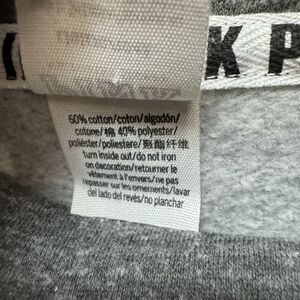 K P
60% cotton/coton/algodón/
cotone/棉 40% polyester/
poliéster/poliestere/聚酯纤维
turn inside out/do not iron
on decoration/retourner le
vêtement à l'envers/ne pas
repasser sur les ornements/lavar
del lado del revés/no planchar